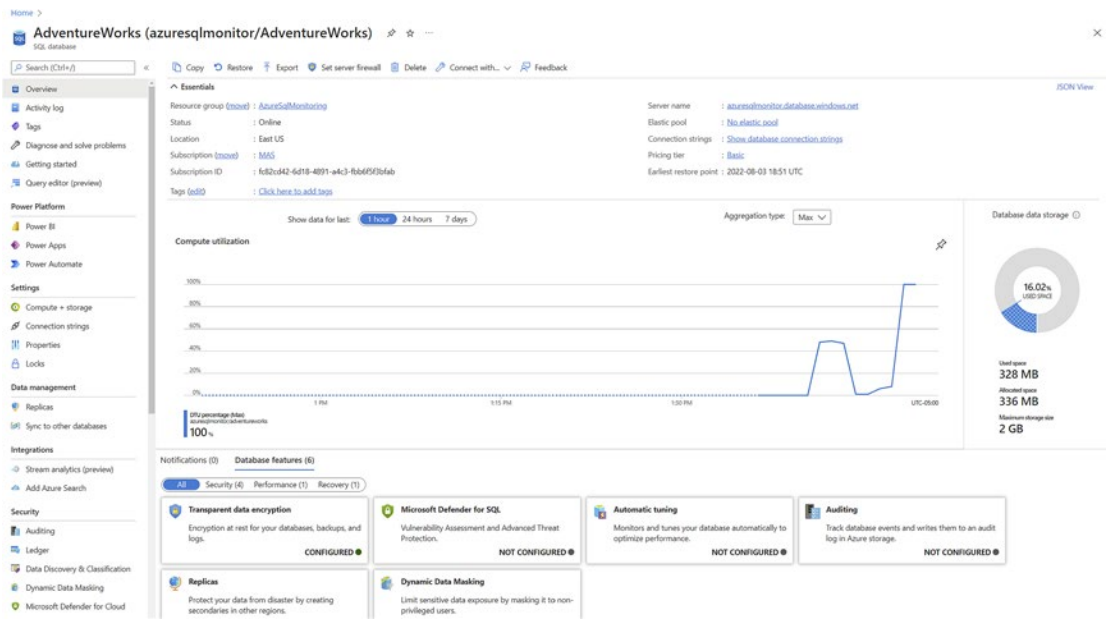 Home >
AdventureWorks (azuresqlmonitor/AdventureWorks)
SQL database
Search (Ctrl+/)
Overview
Activity log
Tags
Diagnose and solve problems
Getting started
Query editor (preview)
Power Platform
Power BI
Power Apps
Power Automate
Settings
Compute + storage
Connection strings
Properties
Locks
Data management
Replicas
Sync to other databases
Integrations
Stream analytics (preview)
Add Azure Search
Security
Auditing
Ledger
Data Discovery & Classification
Dynamic Data Masking
Microsoft Defender for Cloud
Copy Restore Export Set server firewall Delete Connect with... Feedback
Essentials JSON View
Resource group (move) : AzureSqlMonitoring
Status : Online
Location : East US
Subscription (move) : MAS
Subscription ID : fc82cd42-6d18-4891-a4c3-fbb6f5f3bfab
Tags (edit) : Click here to add tags
Server name : azuresqlmonitor.database.windows.net
Elastic pool : No elastic pool
Connection strings : Show database connection strings
Pricing tier : Basic
Earliest restore point : 2022-08-03 18:51 UTC
Show data for last: 1 hour 24 hours 7 days
Aggregation type: Max
Compute utilization
100%
80%
60%
40%
20%
0%
1 PM 1:15 PM 1:30 PM UTC-05:00
DTU percentage (Max)
azuresqlmonitor/adventureworks
100 %
Database data storage
16.02%
USED SPACE
Used space
328 MB
Allocated space
336 MB
Maximum storage size
2 GB
Notifications (0) Database features (6)
All Security (4) Performance (1) Recovery (1)
Transparent data encryption
Encryption at rest for your databases, backups, and
logs.
CONFIGURED
Microsoft Defender for SQL
Vulnerability Assessment and Advanced Threat
Protection.
NOT CONFIGURED
Automatic tuning
Monitors and tunes your database automatically to
optimize performance.
NOT CONFIGURED
Auditing
Track database events and writes them to an audit
log in Azure storage.
NOT CONFIGURED
Replicas
Protect your data from disaster by creating
secondaries in other regions.
Dynamic Data Masking
Limit sensitive data exposure by masking it to non-
privileged users.